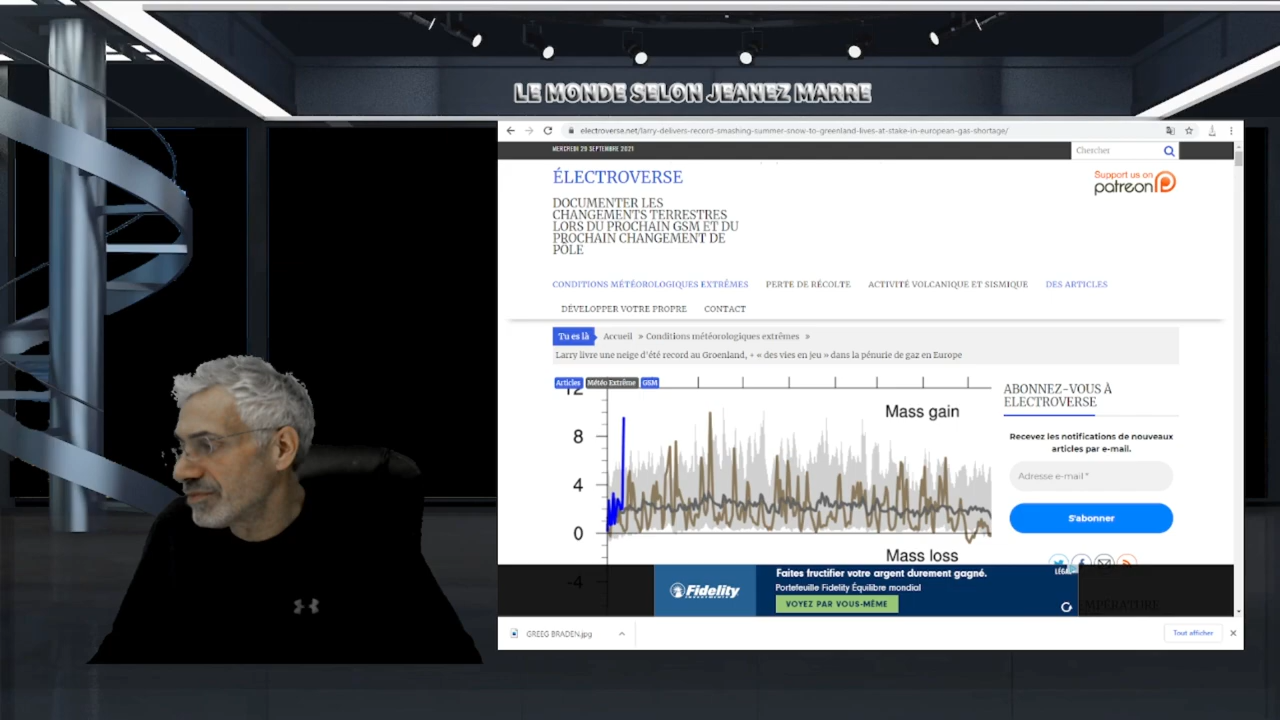 LE MONDE SELON JEANEZ MARRE
electroverse.net/larry-delivers-record-smashing-summer-snow-to-greenland-lives-at-stake-in-european-gas-shortage/
MERCREDI 29 SEPTEMBRE 2021
Chercher
ÉLECTROVERSE
Support us on
patreon
DOCUMENTER LES
CHANGEMENTS TERRESTRES
LORS DU PROCHAIN GSM ET DU
PROCHAIN CHANGEMENT DE
PÔLE
CONDITIONS MÉTÉOROLOGIQUES EXTRÊMES PERTE DE RÉCOLTE ACTIVITÉ VOLCANIQUE ET SISMIQUE DES ARTICLES
DÉVELOPPER VOTRE PROPRE CONTACT
Tu es là Accueil » Conditions météorologiques extrêmes »
Larry livre une neige d'été record au Groenland, + « des vies en jeu » dans la pénurie de gaz en Europe
Articles Météo Extrême GSM
12
Mass gain
8
4
0
Mass loss
-4
ABONNEZ-VOUS À
ELECTROVERSE
Recevez les notifications de nouveaux
articles par e-mail.
Adresse e-mail *
S'abonner
Fidelity
INVESTMENTS
Faites fructifier votre argent durement gagné.
Portefeuille Fidelity Équilibre mondial
VOYEZ PAR VOUS-MÊME
LÉGAL
GREEG BRADEN.jpg
Tout afficher